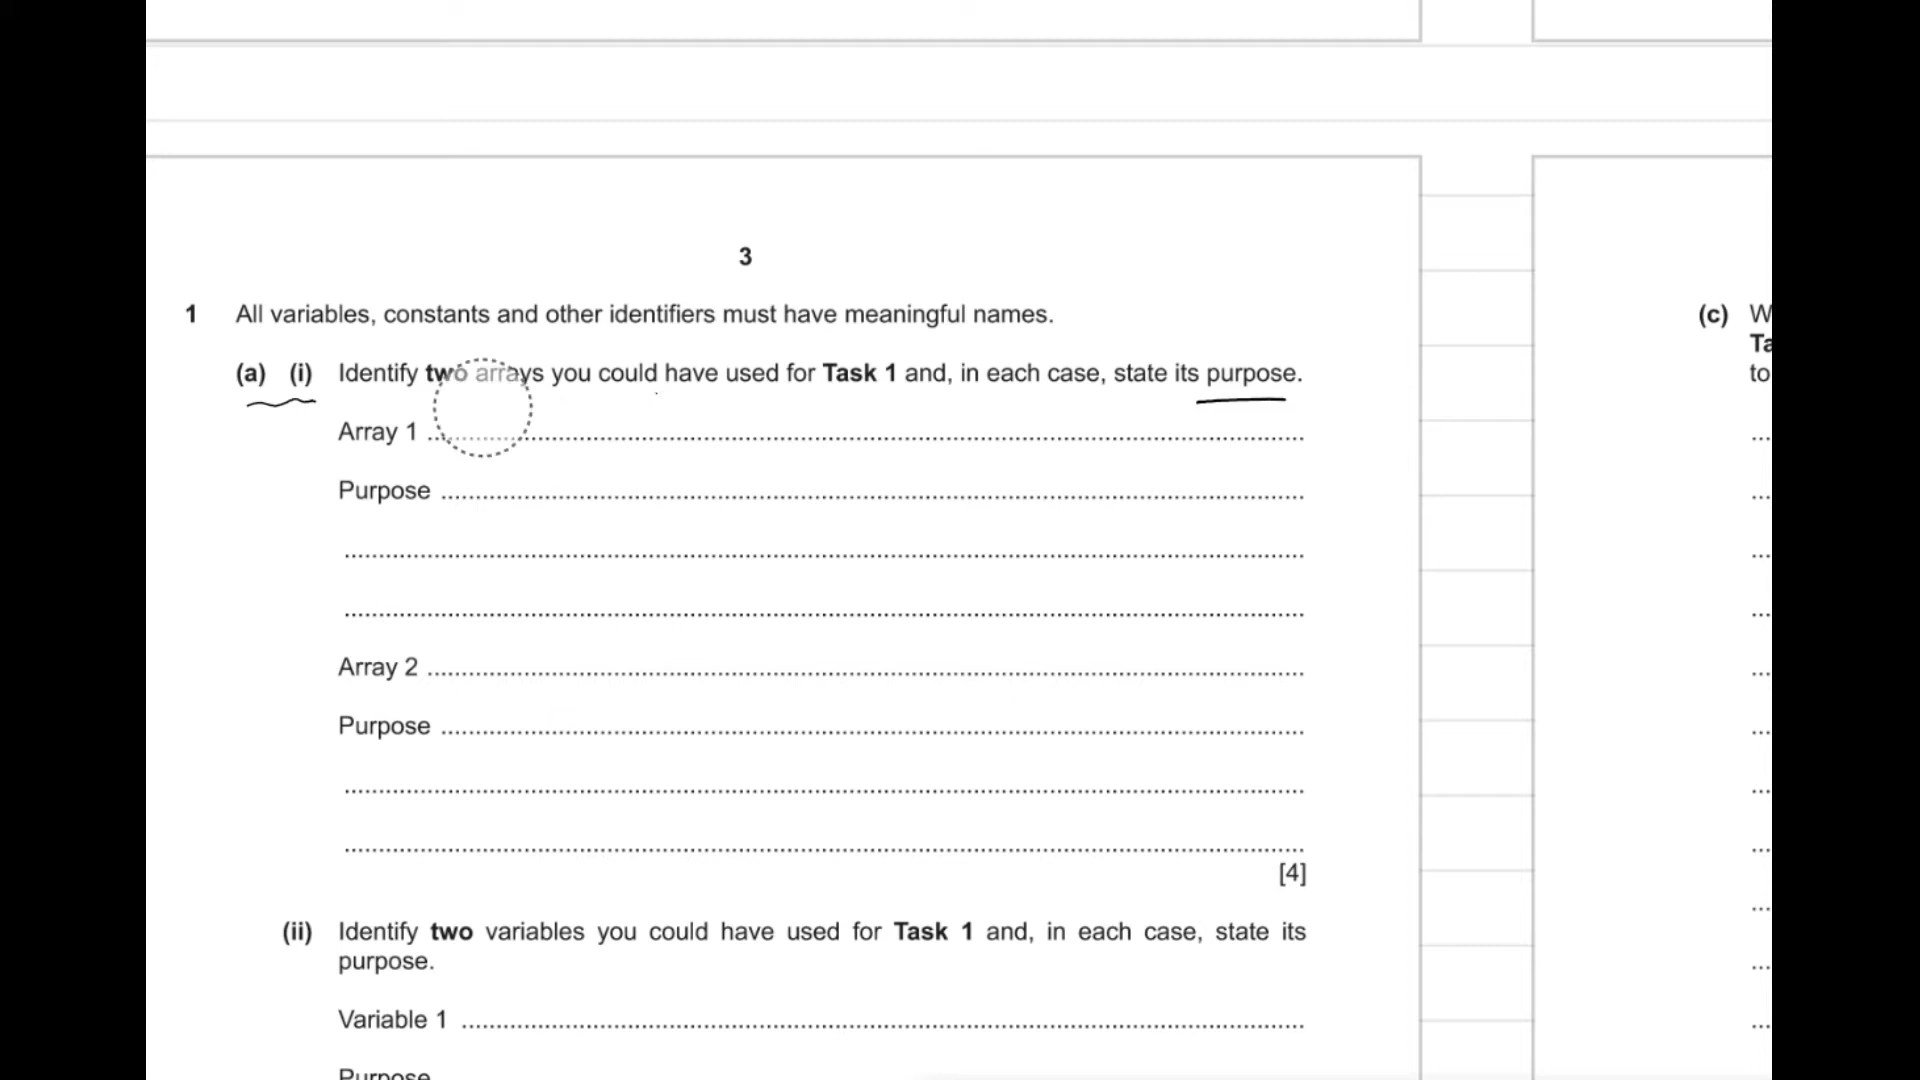 3
1 All variables, constants and other identifiers must have meaningful names.
(c) W
Ta
(a) (i) Identify two arrays you could have used for Task 1 and, in each case, state its purpose.
to
Array 1
Purpose
Array 2
Purpose
[4]
(ii) Identify two variables you could have used for Task 1 and, in each case, state its
purpose.
Variable 1
Purpose